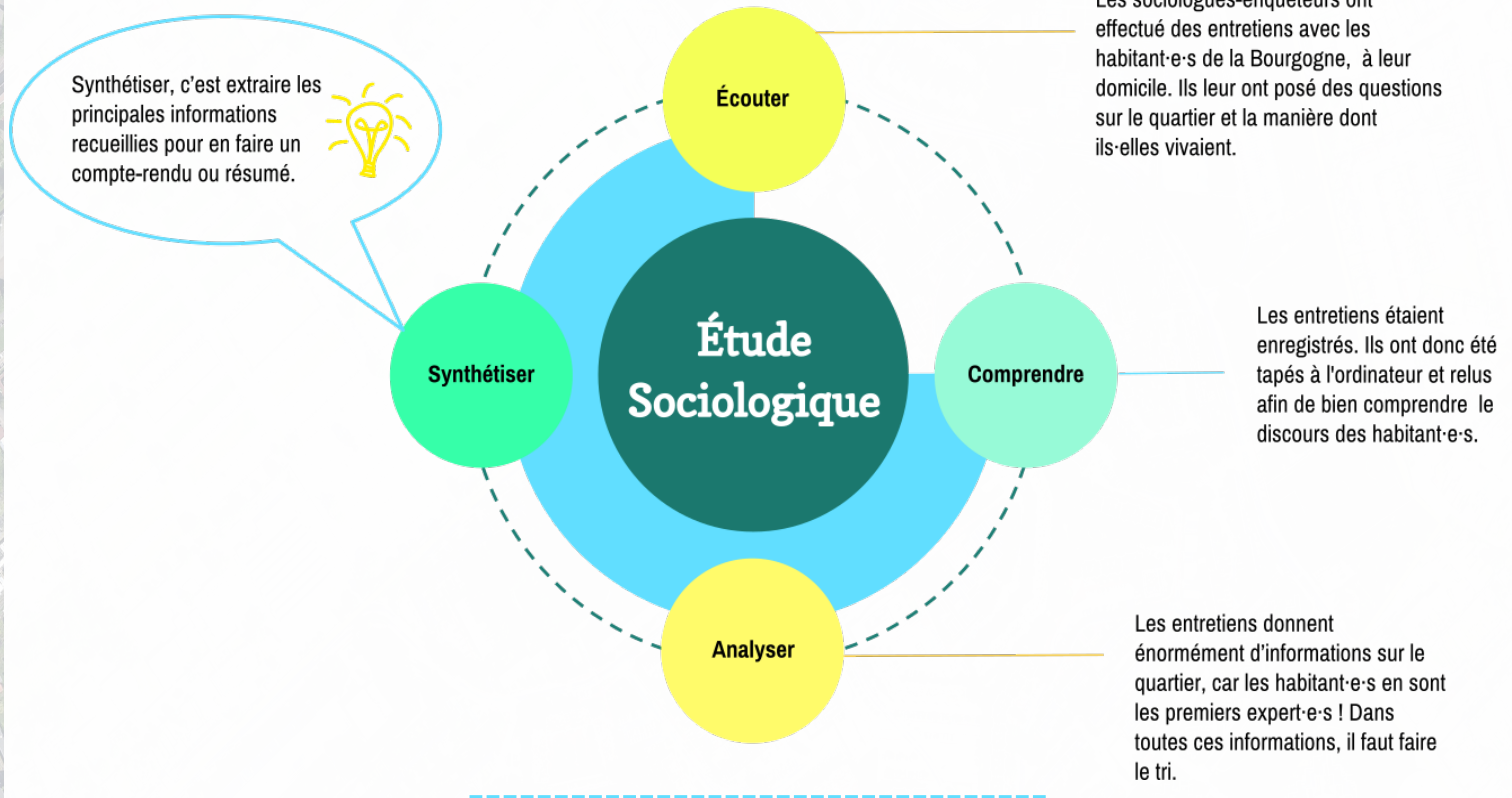 Les sociologues-enquêteurs ont
effectué des entretiens avec les
habitant·e·s de la Bourgogne, à leur
domicile. Ils leur ont posé des questions
sur le quartier et la manière dont
ils·elles vivaient.
Synthétiser, c’est extraire les
principales informations
recueillies pour en faire un
compte-rendu ou résumé.
Écouter
Étude
Sociologique
Synthétiser
Comprendre
Les entretiens étaient
enregistrés. Ils ont donc été
tapés à l'ordinateur et relus
afin de bien comprendre le
discours des habitant·e·s.
Analyser
Les entretiens donnent
énormément d’informations sur le
quartier, car les habitant·e·s en sont
les premiers expert·e·s ! Dans
toutes ces informations, il faut faire
le tri.